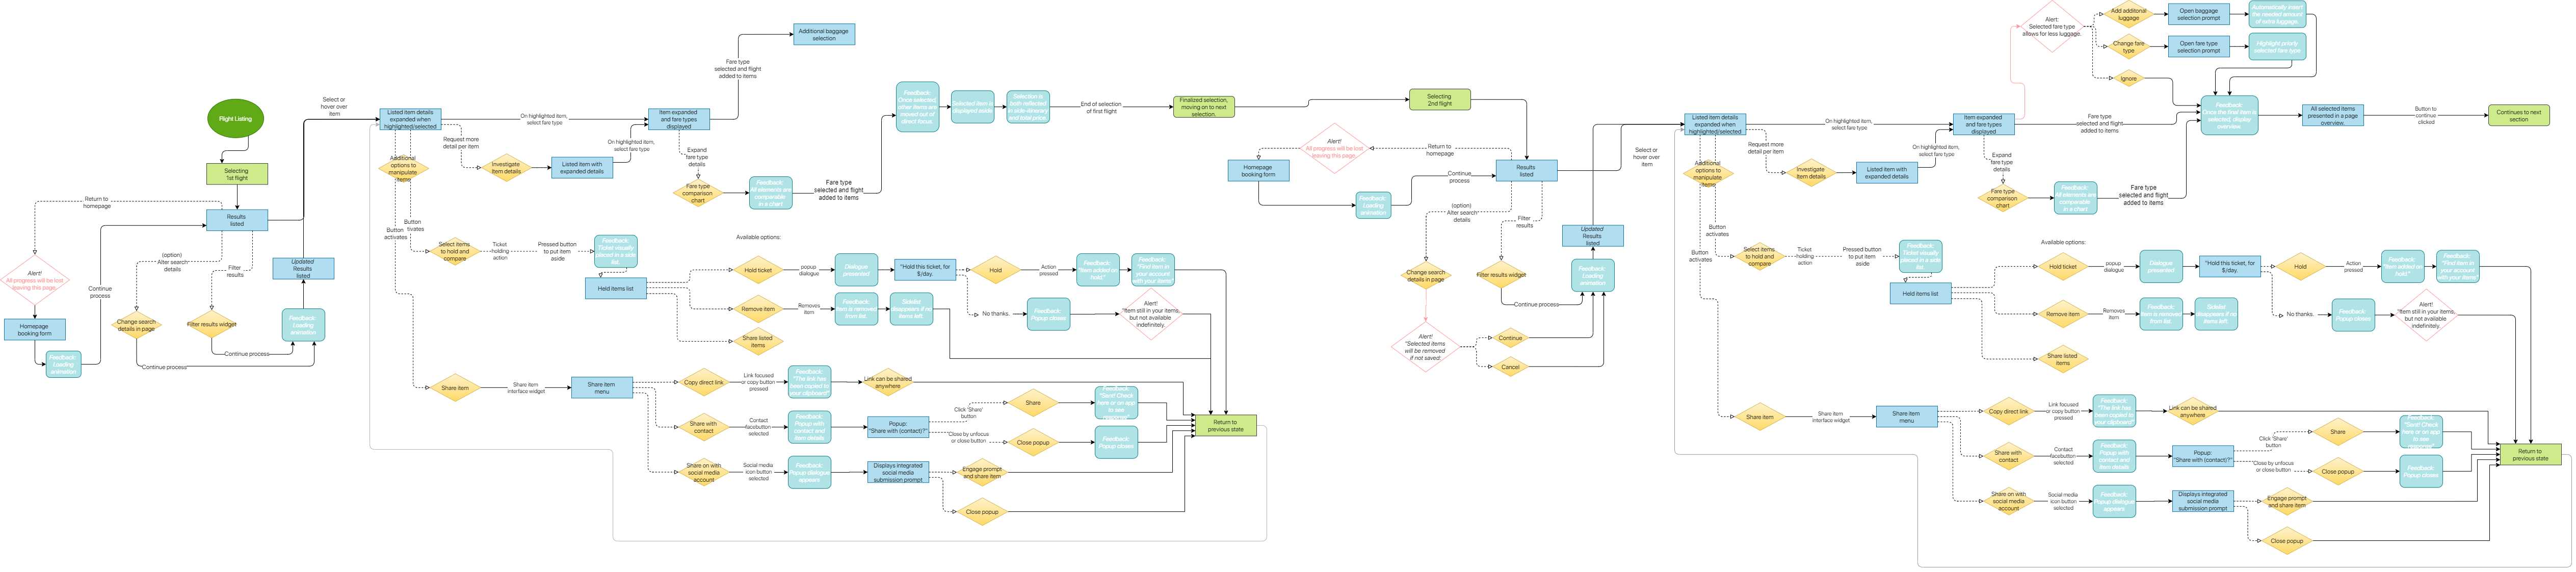 Flight Listing
Selecting
1st flight
Return to
homepage
Results
listed
Alert!
All progress will be lost
leaving this page.
Homepage
booking form
Feedback:
Loading
animation
Continue
process
(option)
Alter search
details
Filter
results
Change search
details in page
Filter results widget
Continue process
Continue process
Updated
Results
listed
Feedback:
Loading
animation
Select or
hover over
item
Listed item details
expanded when
highlighted/selected
Additional
options to
manipulate
items
Request more
detail per item
On highlighted item,
select fare type
Investigate
item details
Listed item with
expanded details
On highlighted item,
select fare type
Item expanded
and fare types
displayed
Fare type
selected and flight
added to items
Additional baggage
selection
Expand
fare type
details
Fare type
comparison
chart
Feedback:
All elements are
comparable
in a chart
Fare type
selected and flight
added to items
Feedback:
Once selected,
other items are
moved out of
direct focus.
Selected item is
displayed aside
Selection is
both reflected
in side-itinerary
and total price.
End of selection
of first flight
Finalized selection,
moving on to next
selection.
Button
activates
Button
Select items
to hold and
compare
Ticket
holding
action
Pressed button
to put item
aside
Feedback:
Ticket visually
placed in a side
list.
Held items list
Available options:
Hold ticket
popup
dialogue
Dialogue
presented
"Hold this ticket, for
$/day.
Hold
Action
pressed
Feedback:
"Item added on
hold."
Feedback:
"Find item in
your account
with your items"
No thanks.
Feedback:
Popup closes
Alert!
"Item still in your items,
but not available
indefinitely.
Remove item
Removes
item
Feedback:
Item is removed
from list.
Sidelist
disappears if no
items left.
Share listed
items
Share item
Share item
interface widget
Share item
menu
Copy direct link
Link focused
or copy button
pressed
Feedback:
"The link has
been copied to
your clipboard"
Link can be shared
anywhere
Share with
contact
Contact
facebutton
selected
Feedback:
Popup with
contact and
item details
Popup:
"Share with (contact)?"
Click 'Share'
button
Share
"Sent! Check
here or on app
to see
Close by unfocus
or close button
Close popup
Feedback:
Popup closes
Share on with
social media
account
Social media
icon button
selected
Feedback:
Popup dialogue
appears
Displays integrated
social media
submission prompt
Engage prompt
and share item
Close popup
Return to
previous state
Selecting
2nd flight
Alert!
All progress will be lost
leaving this page.
Return to
homepage
Homepage
booking form
Feedback:
Loading
animation
Continue
process
Results
listed
(option)
Alter search
details
Filter
results
Change search
details in page
Filter results widget
Continue process
Alert!
"Selected items
will be removed
if not saved
Continue
Cancel
Updated
Results
listed
Feedback:
Loading
animation
Select or
hover over
item
Listed item details
expanded when
highlighted/selected
Additional
options to
manipulate
items
Request more
detail per item
On highlighted item,
select fare type
Investigate
item details
Listed item with
expanded details
On highlighted item,
select fare type
Item expanded
and fare types
displayed
Expand
fare type
details
Fare type
comparison
chart
Feedback:
All elements are
comparable
in a chart
Fare type
selected and flight
added to items
Fare type
selected and flight
added to items
Alert:
Selected fare type
allows for less luggage.
Add additonal
luggage
Open baggage
selection prompt
Automatically insert
the needed amount
of extra luggage.
Change fare
type
Open fare type
selection prompt
Highlight priorly
selected fare type.
Ignore
Feedback:
Once the final item is
selected, display
overview
All selected items
presented in a page
overview.
Button to
continue
clicked
Continues to next
section
Button
activates
Button
activates
Select items
to hold and
compare
Ticket
holding
action
Pressed button
to put item
aside
Feedback:
Ticket visually
placed in a side
list.
Held items list
Available options:
Hold ticket
popup
dialogue
Dialogue
presented
"Hold this ticket, for
$/day.
Hold
Action
pressed
Feedback:
"Item added on
hold."
Feedback:
"Find item in
your account
with your items"
No thanks.
Feedback:
Popup closes
Alert!
"Item still in your items,
but not available
indefinitely.
Remove item
Removes
item
Feedback:
Item is removed
from list.
Sidelist
disappears if no
items left.
Share listed
items
Share item
Share item
interface widget
Share item
menu
Copy direct link
Link focused
or copy button
pressed
Feedback:
"The link has
been copied to
your clipboard"
Link can be shared
anywhere
Share with
contact
Contact
facebutton
selected
Feedback:
Popup with
contact and
item details
Popup:
"Share with (contact)?"
Click 'Share'
button
Share
"Sent! Check
here or on app
to see
Close by unfocus
or close button
Close popup
Feedback:
Popup closes
Share on with
social media
account
Social media
icon button
selected
Feedback:
Popup dialogue
appears
Displays integrated
social media
submission prompt
Engage prompt
and share item
Close popup
Return to
previous state